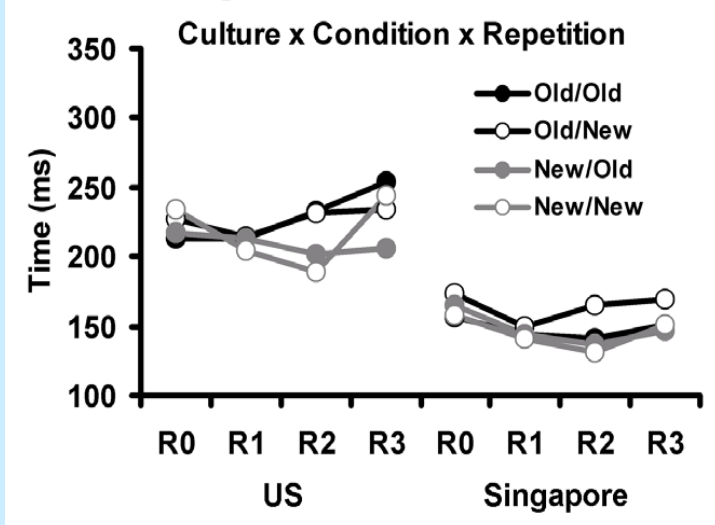 Culture x Condition x Repetition
350
300
250
200
150
100
Time (ms)
Old/Old
Old/New
New/Old
New/New
R0 R1 R2 R3 R0 R1 R2 R3
US Singapore